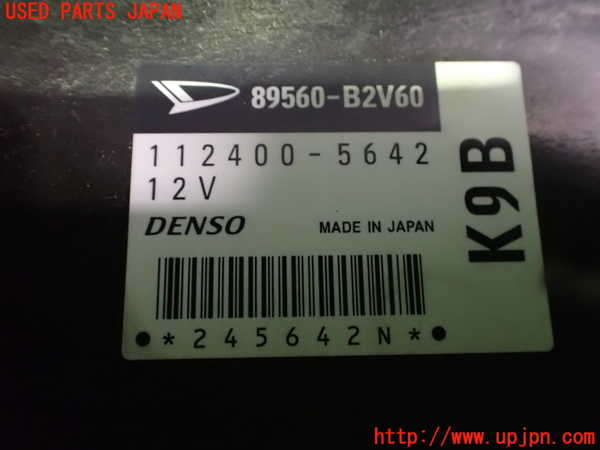 USED PARTS JAPAN
89560-B2V60
112400-5642
12V
DENSO
MADE IN JAPAN
K9B
*245642N*
http://www.upjpn.com/